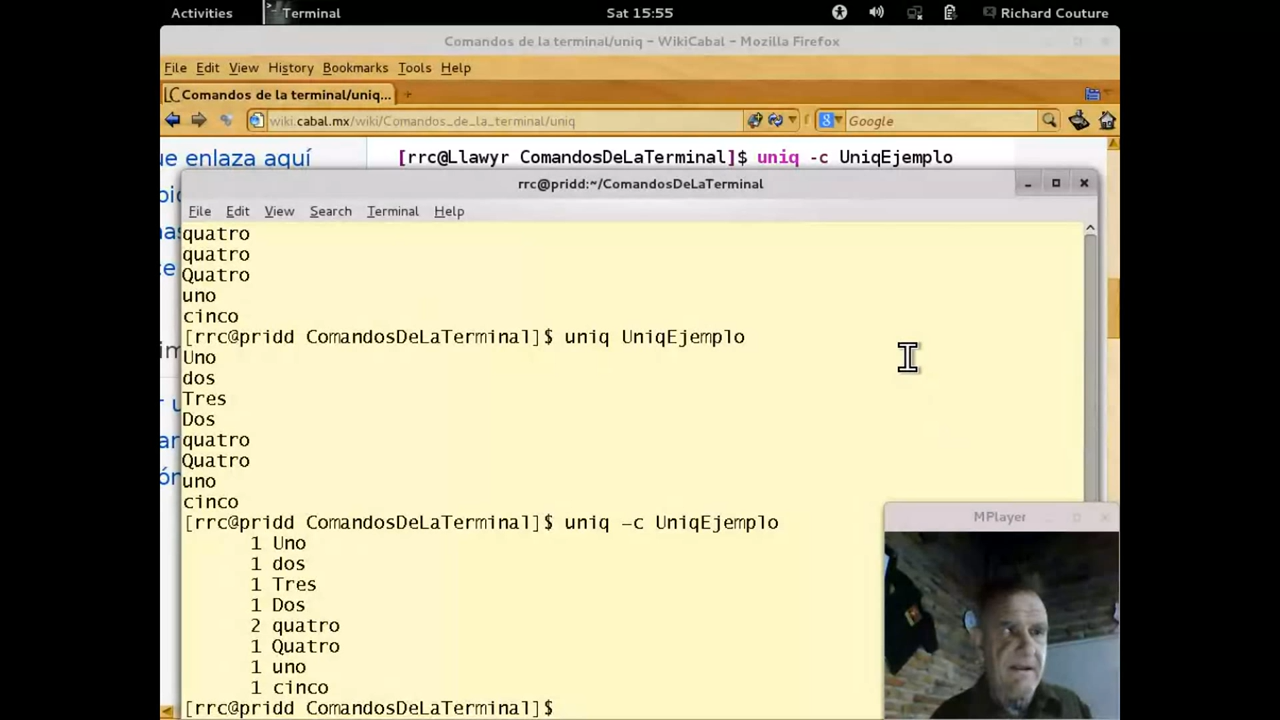 Activities Terminal Sat 15:55 Richard Couture
Comandos de la terminal/uniq - WikiCabal - Mozilla Firefox
File Edit View History Bookmarks Tools Help
Comandos de la terminal/uniq...
wiki.cabal.mx/wiki/Comandos_de_la_terminal/uniq Google
ue enlaza aquí [rrc@Llawyr ComandosDeLaTerminal]$ uniq -c UniqEjemplo
rrc@pridd:~/ComandosDeLaTerminal
File Edit View Search Terminal Help
quatro
quatro
Quatro
uno
cinco
[rrc@pridd ComandosDeLaTerminal]$ uniq UniqEjemplo
Uno
dos
Tres
Dos
quatro
Quatro
uno
cinco
[rrc@pridd ComandosDeLaTerminal]$ uniq -c UniqEjemplo
1 Uno
1 dos
1 Tres
1 Dos
2 quatro
1 Quatro
1 uno
1 cinco
[rrc@pridd ComandosDeLaTerminal]$
MPlayer